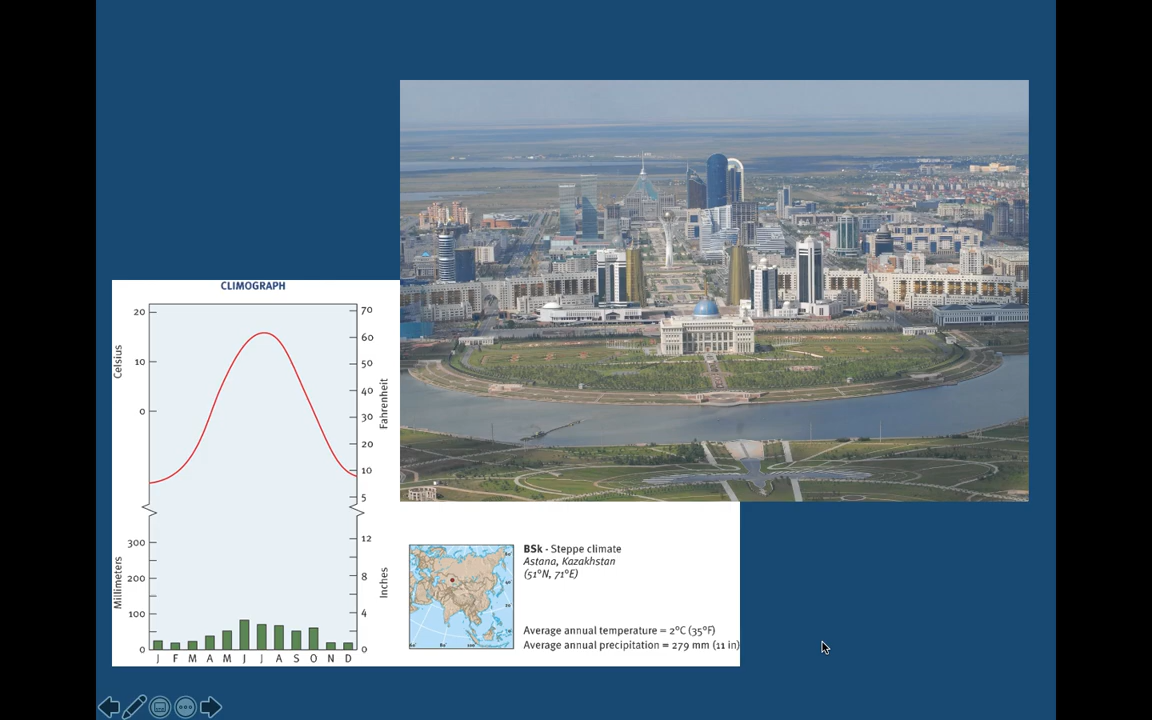 CLIMOGRAPH
20
10
0
Celsius
70
60
50
40
30
20
10
5
Fahrenheit
300
200
100
0
Millimeters
12
8
4
0
Inches
J F M A M J J A S O N D
BSk - Steppe climate
Astana, Kazakhstan
(51°N, 71°E)
Average annual temperature = 2°C (35°F)
Average annual precipitation = 279 mm (11 in)